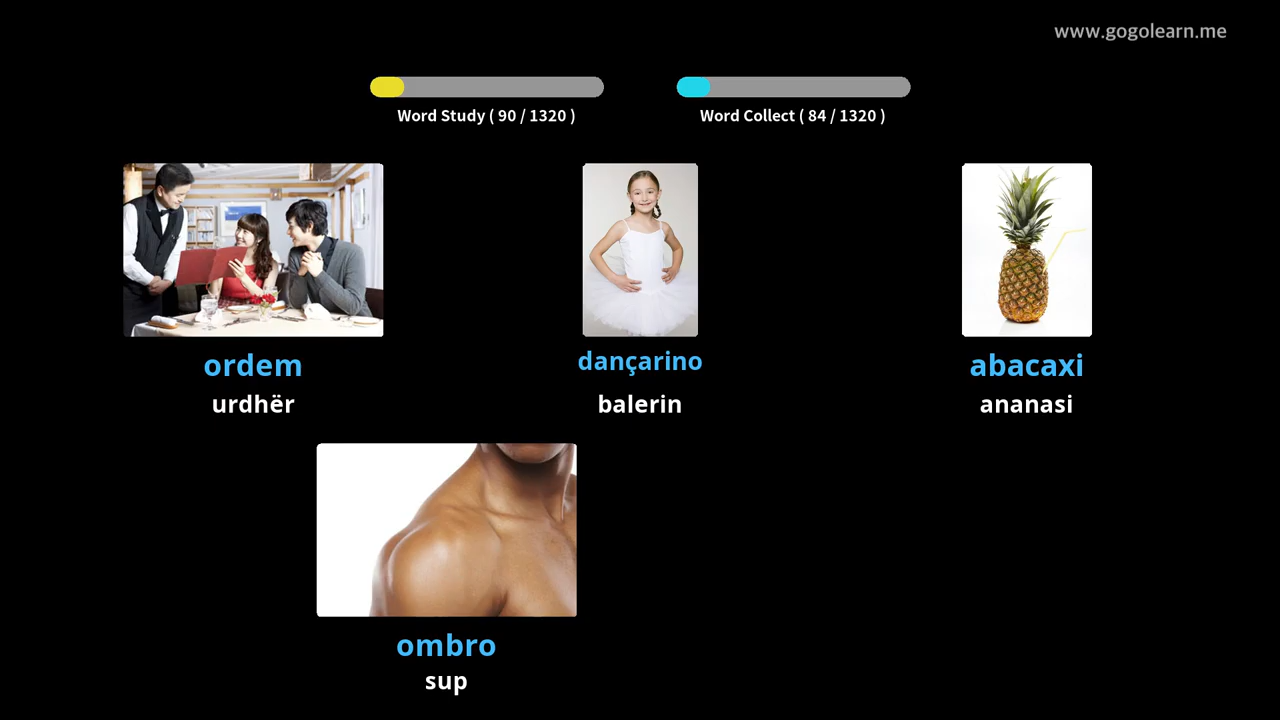 www.gogolearn.me
Word Study ( 90 / 1320 )
Word Collect ( 84 / 1320 )
ordem
urdhër
dançarino
balerin
abacaxi
ananasi
ombro
sup